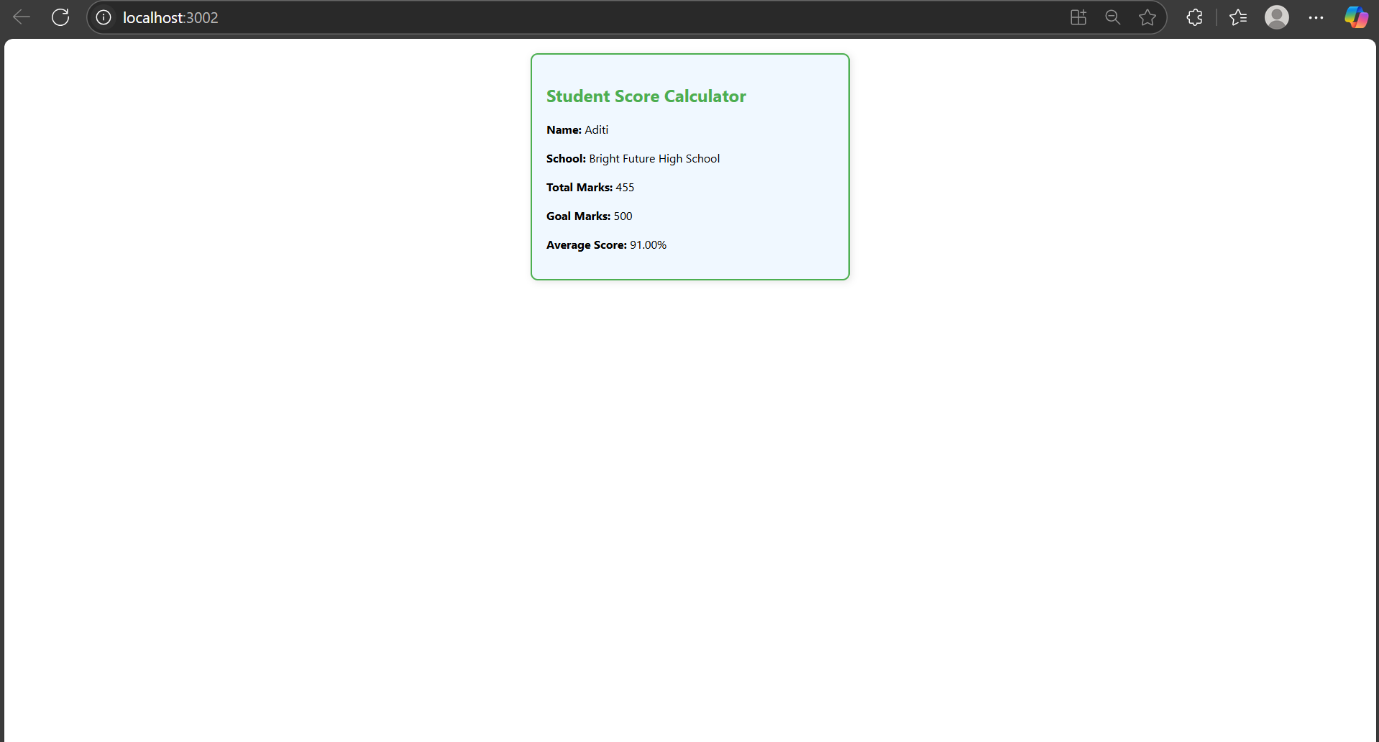 localhost:3002
Student Score Calculator
Name: Aditi
School: Bright Future High School
Total Marks: 455
Goal Marks: 500
Average Score: 91.00%